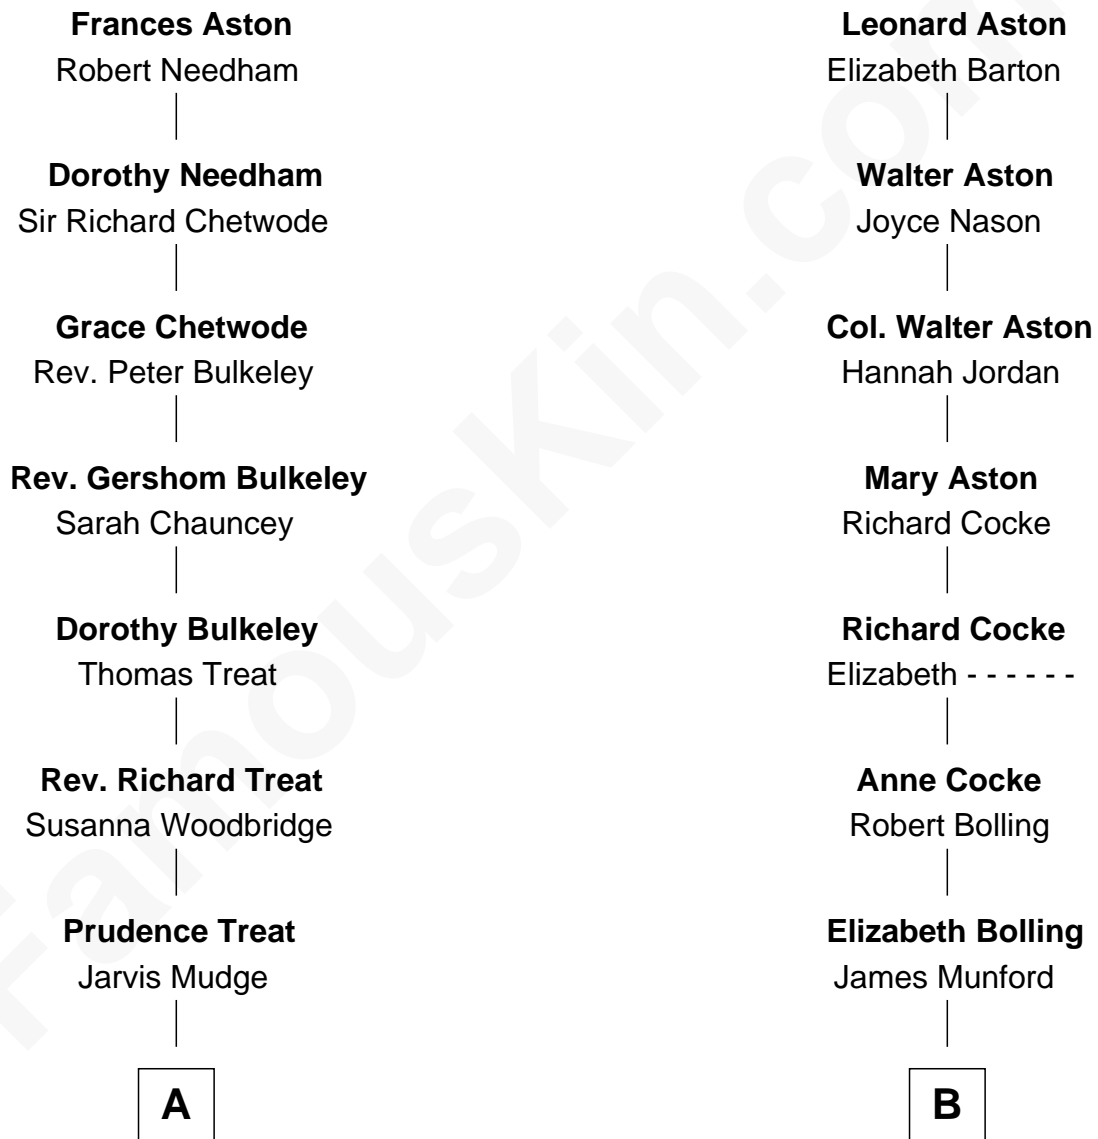 Frances Aston
Robert Needham
Dorothy Needham
Sir Richard Chetwode
Grace Chetwode
Rev. Peter Bulkeley
Rev. Gershom Bulkeley
Sarah Chauncey
Dorothy Bulkeley
Thomas Treat
Rev. Richard Treat
Susanna Woodbridge
Prudence Treat
Jarvis Mudge
A
Leonard Aston
Elizabeth Barton
Walter Aston
Joyce Nason
Col. Walter Aston
Hannah Jordan
Mary Aston
Richard Cocke
Richard Cocke
Elizabeth - - - - - -
Anne Cocke
Robert Bolling
Elizabeth Bolling
James Munford
B
FamousKin.com